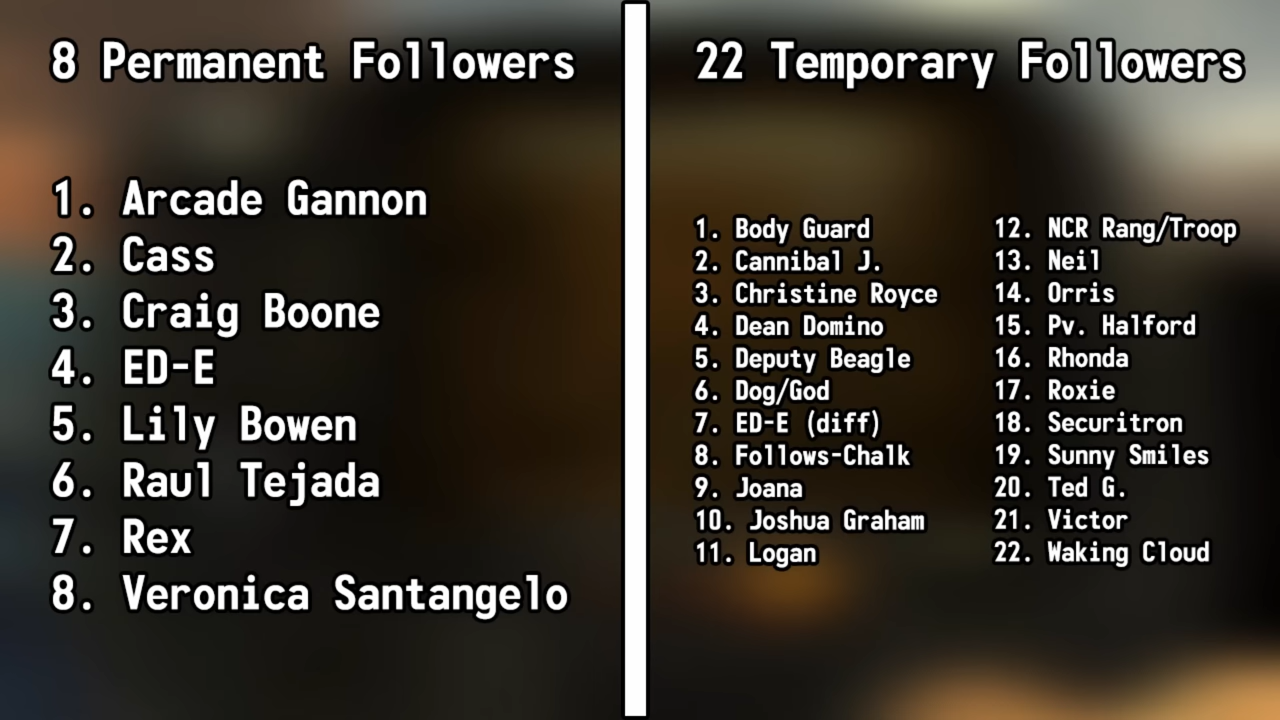 8 Permanent Followers
1. Arcade Gannon
2. Cass
3. Craig Boone
4. ED-E
5. Lily Bowen
6. Raul Tejada
7. Rex
8. Veronica Santangelo
22 Temporary Followers
1. Body Guard
2. Cannibal J.
3. Christine Royce
4. Dean Domino
5. Deputy Beagle
6. Dog/God
7. ED-E (diff)
8. Follows-Chalk
9. Joana
10. Joshua Graham
11. Logan
12. NCR Rang/Troop
13. Neil
14. Orris
15. Pv. Halford
16. Rhonda
17. Roxie
18. Securitron
19. Sunny Smiles
20. Ted G.
21. Victor
22. Waking Cloud